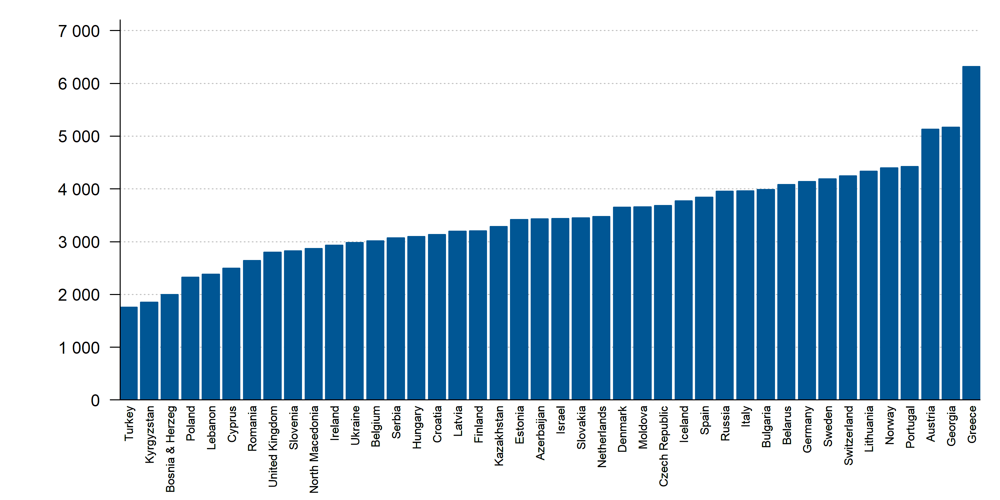 7 000
6 000
5 000
4 000
3 000
2 000
1 000
0
Turkey
Kyrgyzstan
Bosnia & Herzeg
Poland
Lebanon
Cyprus
Romania
United Kingdom
Slovenia
North Macedonia
Ireland
Ukraine
Belgium
Serbia
Hungary
Croatia
Latvia
Finland
Kazakhstan
Estonia
Azerbaijan
Israel
Slovakia
Netherlands
Denmark
Moldova
Czech Republic
Iceland
Spain
Russia
Italy
Bulgaria
Belarus
Germany
Sweden
Switzerland
Lithuania
Norway
Portugal
Austria
Georgia
Greece